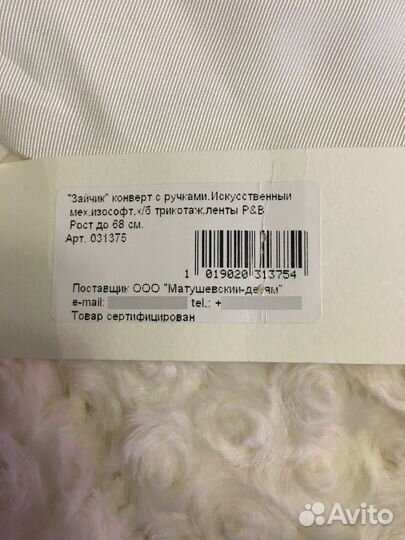 "Зайчик" конверт с ручками.Искусственный
мех,изософт,х/б трикотаж,ленты P&B
Рост до 68 см.
Арт. 031375
1 019020 313754
Поставщик ООО "Матушевский-детям"
e-mail: tel.: +
Товар сертифицирован
Avito